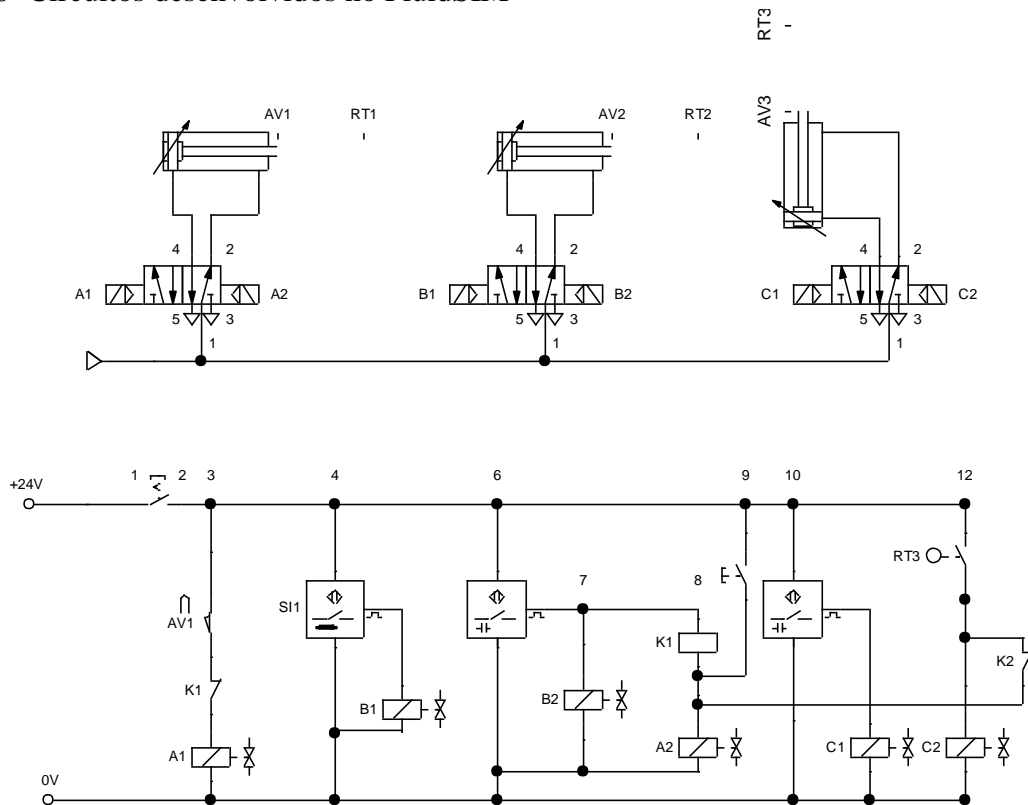 Circuitos desenvolvidos no FluidSIM
RT3
AV3
AV1 RT1 AV2 RT2
4 2 4 2 4 2
A1 A2 B1 B2 C1 C2
5 3 5 3 5 3
1 1 1
1 2 3 4 6 9 10 12
+24V
RT3
7 8
SI1
AV1
K1
K2
K1
B2
B1
A1 A2 C1 C2
0V